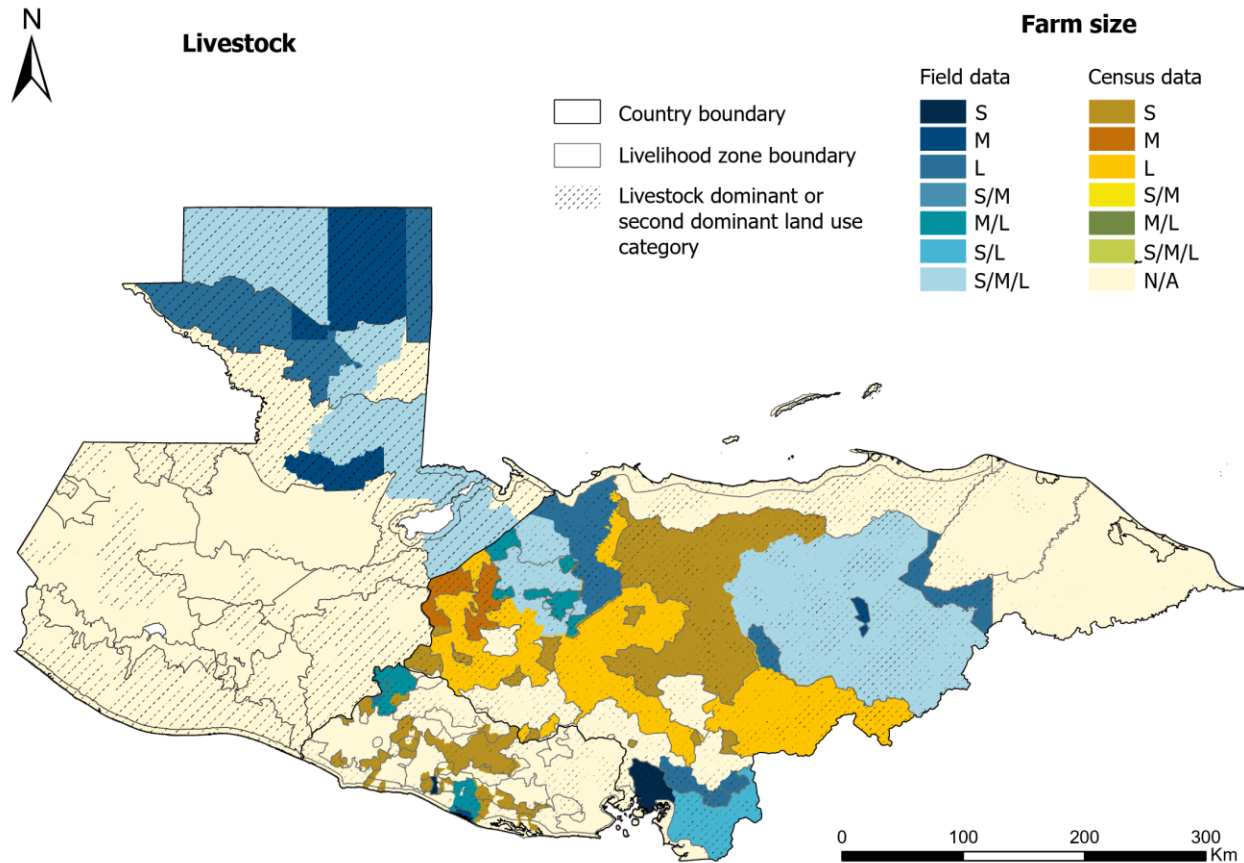 N
Livestock
Farm size
Field data
Census data
Country boundary
Livelihood zone boundary
Livestock dominant or
second dominant land use
category
S
M
L
S/M
M/L
S/L
S/M/L
S
M
L
S/M
M/L
S/M/L
N/A
0
100
200
300
Km